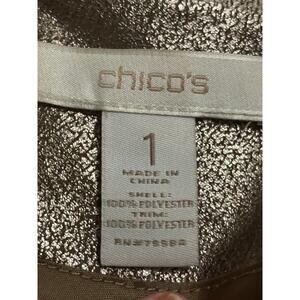 chico's
1
MADE IN
CHINA
SHELL:
100% POLYESTER
TRIM:
100% POLYESTER